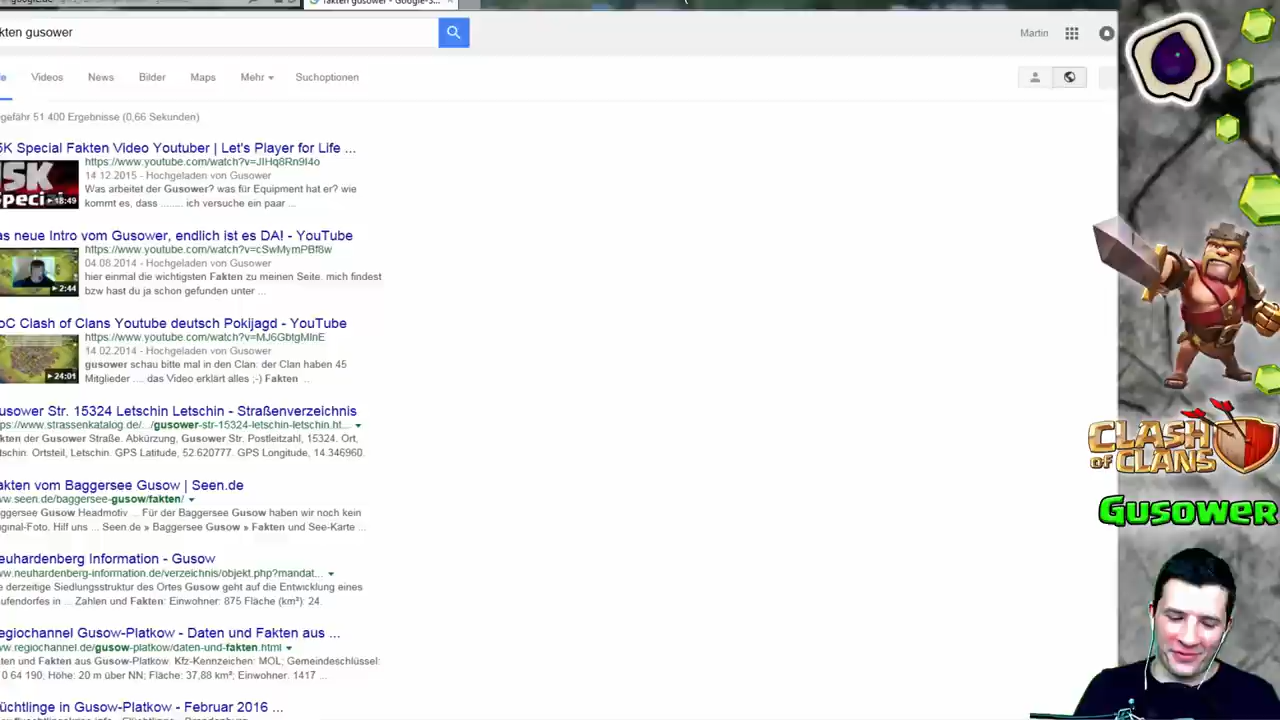 fakten gusower - Google-S...
kten gusower
Martin
Videos
News
Bilder
Maps
Mehr
Suchoptionen
gefähr 51 400 Ergebnisse (0,66 Sekunden)
5K Special Fakten Video Youtuber | Let's Player for Life ...
https://www.youtube.com/watch?v=JIHq8Rn9I4o
14.12.2015 - Hochgeladen von Gusower
Was arbeitet der Gusower? was für Equipment hat er? wie
kommt es, dass ........ ich versuche ein paar ...
15K
Special
18:49
as neue Intro vom Gusower, endlich ist es DA! - YouTube
https://www.youtube.com/watch?v=cSwMymPBf8w
04.08.2014 - Hochgeladen von Gusower
hier einmal die wichtigsten Fakten zu meinen Seite. mich findest
bzw hast du ja schon gefunden unter ...
2:44
oC Clash of Clans Youtube deutsch Pokijagd - YouTube
https://www.youtube.com/watch?v=MJ6GbtgMInE
14.02.2014 - Hochgeladen von Gusower
gusower schau bitte mal in den Clan: der Clan haben 45
Mitglieder .... das Video erklärt alles ;-) Fakten ..
24:01
usower Str. 15324 Letschin Letschin - Straßenverzeichnis
ps://www.strassenkatalog.de/.../gusower-str-15324-letschin-letschin.ht...
kten der Gusower Straße. Abkürzung, Gusower Str. Postleitzahl, 15324. Ort,
tschin. Ortsteil, Letschin. GPS Latitude, 52.620777. GPS Longitude, 14.346960.
akten vom Baggersee Gusow | Seen.de
ww.seen.de/baggersee-gusow/fakten/
ggersee Gusow Headmotiv ... Für der Baggersee Gusow haben wir noch kein
iginal-Foto. Hilf uns ... Seen.de » Baggersee Gusow » Fakten und See-Karte ...
euhardenberg Information - Gusow
ww.neuhardenberg-information.de/verzeichnis/objekt.php?mandat...
e derzeitige Siedlungsstruktur des Ortes Gusow geht auf die Entwicklung eines
ufendorfes in ... Zahlen und Fakten: Einwohner: 875 Fläche (km²): 24.
egiochannel Gusow-Platkow - Daten und Fakten aus ...
ww.regiochannel.de/gusow-platkow/daten-und-fakten.html
ten und Fakten aus Gusow-Platkow. Kfz-Kennzeichen: MOL; Gemeindeschlüssel:
0 64 190, Höhe: 20 m über NN; Fläche: 37,88 km²; Einwohner. 1417 ...
üchtlinge in Gusow-Platkow - Februar 2016 ...
CLASH
OF CLANS
GUSOWER